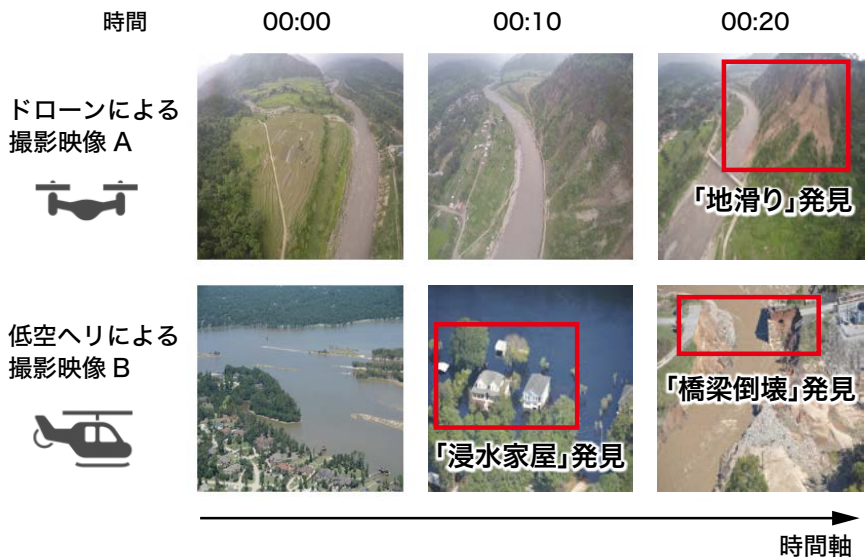 時間 00:00 00:10 00:20
ドローンによる
撮影映像 A
「地滑り」発見
低空ヘリによる
撮影映像 B
「浸水家屋」発見
「橋梁倒壊」発見
時間軸